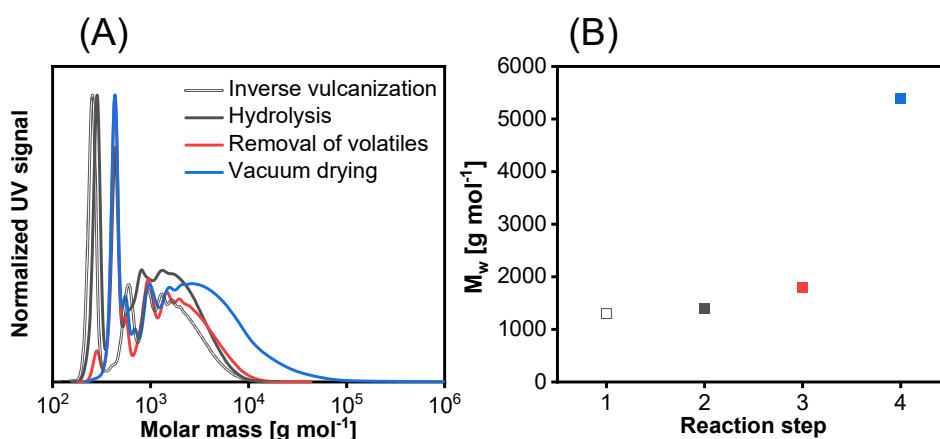 (A)
Normalized UV signal
Inverse vulcanization
Hydrolysis
Removal of volatiles
Vacuum drying
10² 10³ 10⁴ 10⁵ 10⁶
Molar mass [g mol⁻¹]
(B)
M_w [g mol⁻¹]
6000
5000
4000
3000
2000
1000
0
1 2 3 4
Reaction step